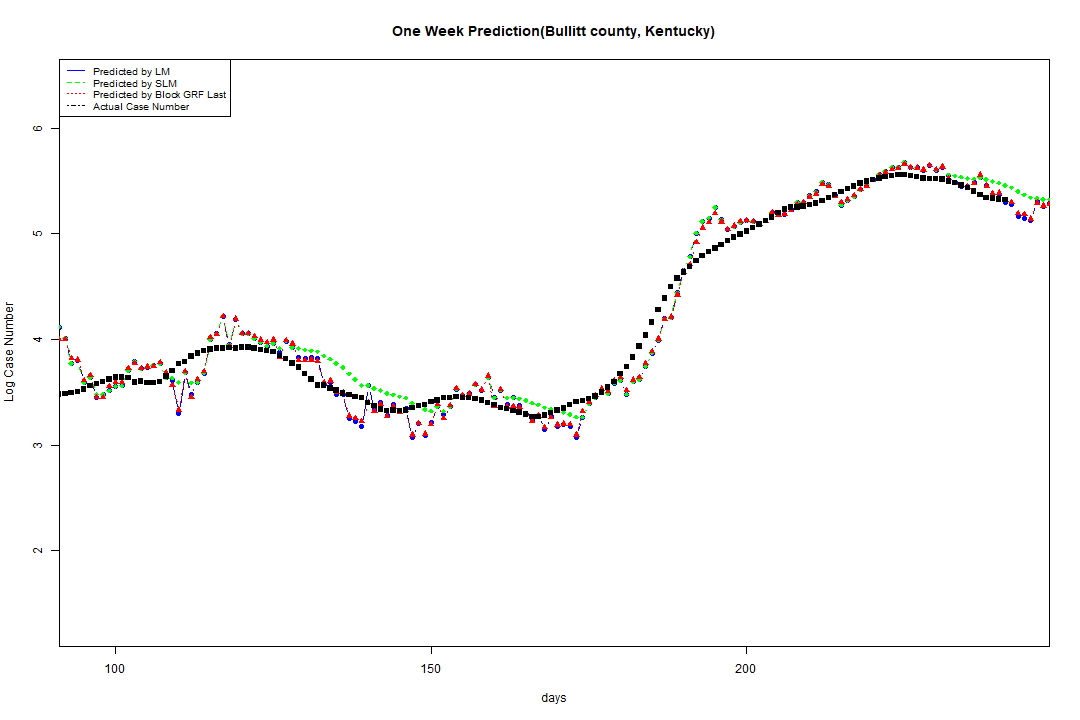 One Week Prediction(Bullitt county, Kentucky)
Predicted by LM
Predicted by SLM
Predicted by Block GRF Last
Actual Case Number
6
5
4
3
2
Log Case Number
100 150 200
days